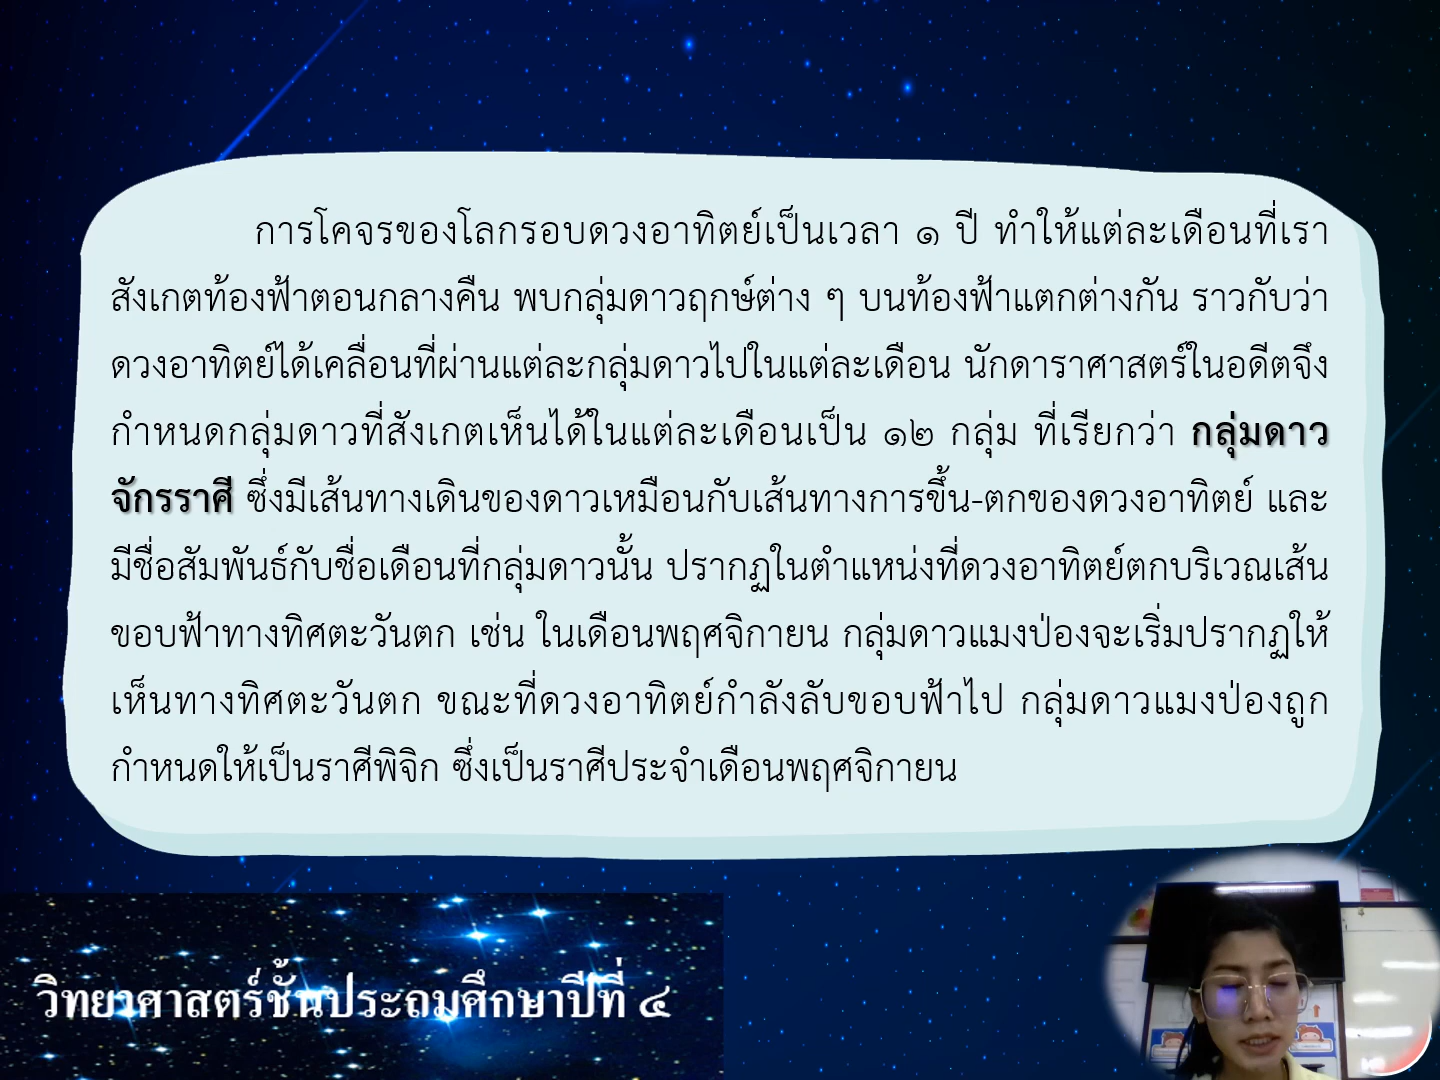 การโคจรของโลกรอบดวงอาทิตย์เป็นเวลา ๑ ปี ทำให้แต่ละเดือนที่เรา
สังเกตท้องฟ้าตอนกลางคืน พบกลุ่มดาวฤกษ์ต่าง ๆ บนท้องฟ้าแตกต่างกัน ราวกับว่า
ดวงอาทิตย์ได้เคลื่อนที่ผ่านแต่ละกลุ่มดาวไปในแต่ละเดือน นักดาราศาสตร์ในอดีตจึง
กำหนดกลุ่มดาวที่สังเกตเห็นได้ในแต่ละเดือนเป็น ๑๒ กลุ่ม ที่เรียกว่า กลุ่มดาว
จักรราศี ซึ่งมีเส้นทางเดินของดาวเหมือนกับเส้นทางการขึ้น-ตกของดวงอาทิตย์ และ
มีชื่อสัมพันธ์กับชื่อเดือนที่กลุ่มดาวนั้น ปรากฏในตำแหน่งที่ดวงอาทิตย์ตกบริเวณเส้น
ขอบฟ้าทางทิศตะวันตก เช่น ในเดือนพฤศจิกายน กลุ่มดาวแมงป่องจะเริ่มปรากฏให้
เห็นทางทิศตะวันตก ขณะที่ดวงอาทิตย์กำลังลับขอบฟ้าไป กลุ่มดาวแมงป่องถูก
กำหนดให้เป็นราศีพิจิก ซึ่งเป็นราศีประจำเดือนพฤศจิกายน
วิทยาศาสตร์ชั้นประถมศึกษาปีที่ ๔